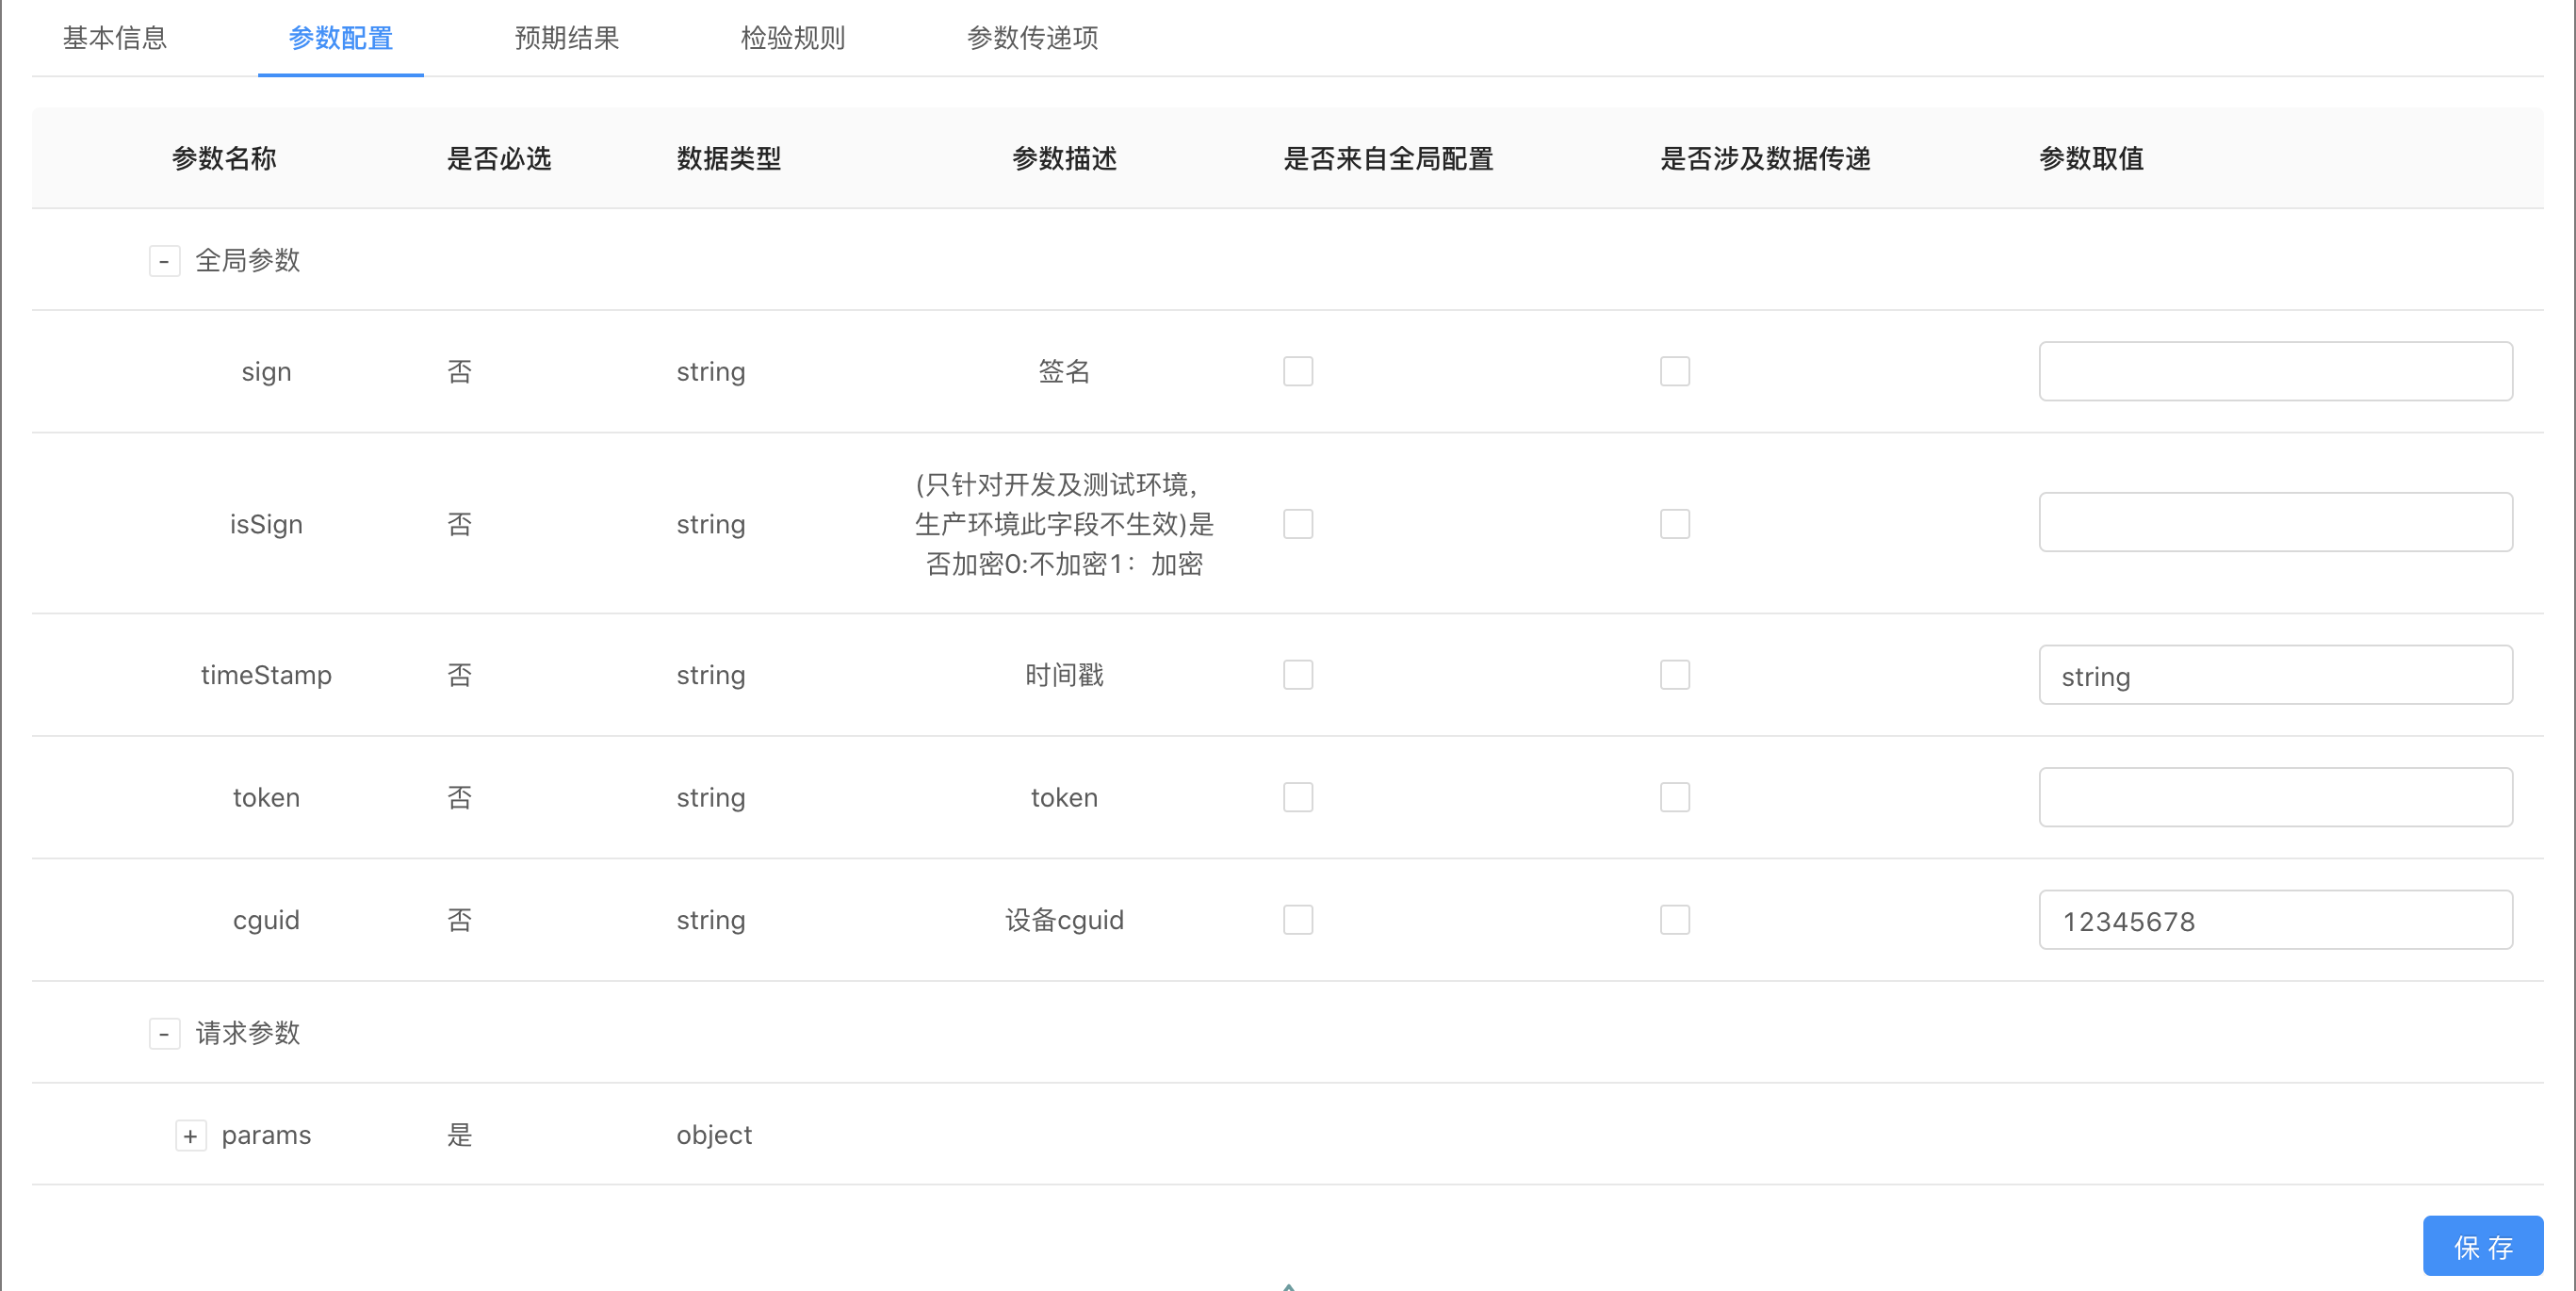 基本信息 参数配置 预期结果 检验规则 参数传递项
参数名称 是否必选 数据类型 参数描述 是否来自全局配置 是否涉及数据传递 参数取值
- 全局参数
sign 否 string 签名
(只针对开发及测试环境,
isSign 否 string 生产环境此字段不生效)是
否加密0:不加密1：加密
timeStamp 否 string 时间戳 string
token 否 string token
cguid 否 string 设备cguid 12345678
- 请求参数
+ params 是 object
保 存